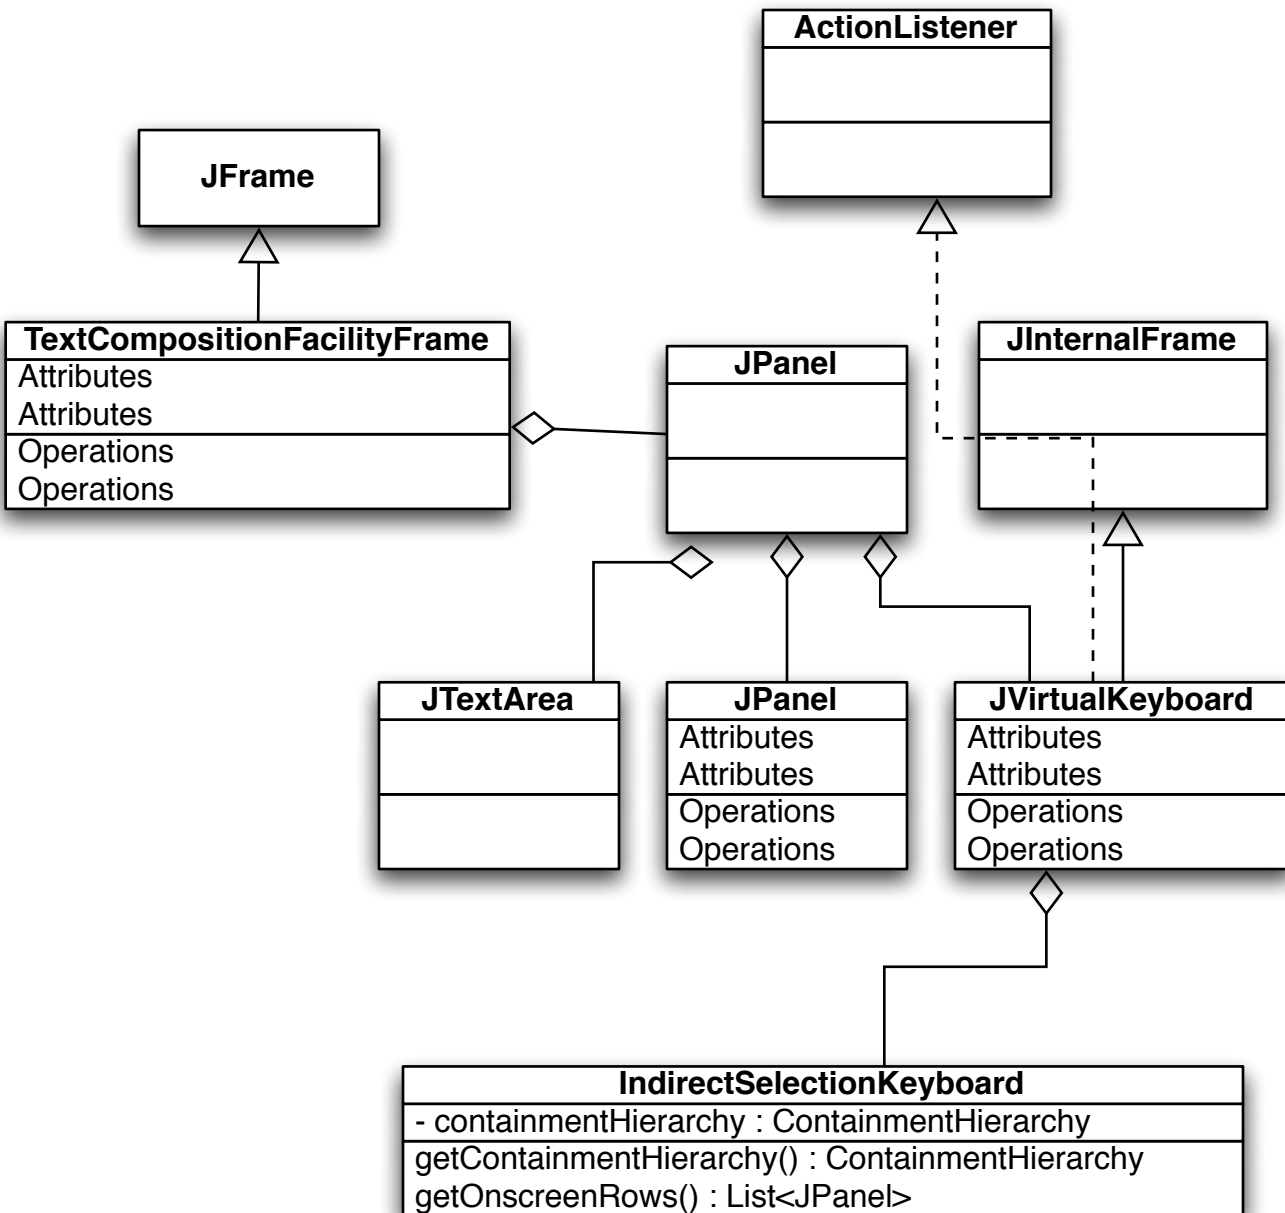 ActionListener
JFrame
TextCompositionFacilityFrame
Attributes
Attributes
Operations
Operations
JPanel
JInternalFrame
JTextArea
JPanel
Attributes
Attributes
Operations
Operations
JVirtualKeyboard
Attributes
Attributes
Operations
Operations
IndirectSelectionKeyboard
- containmentHierarchy : ContainmentHierarchy
getContainmentHierarchy() : ContainmentHierarchy
getOnscreenRows() : List<JPanel>